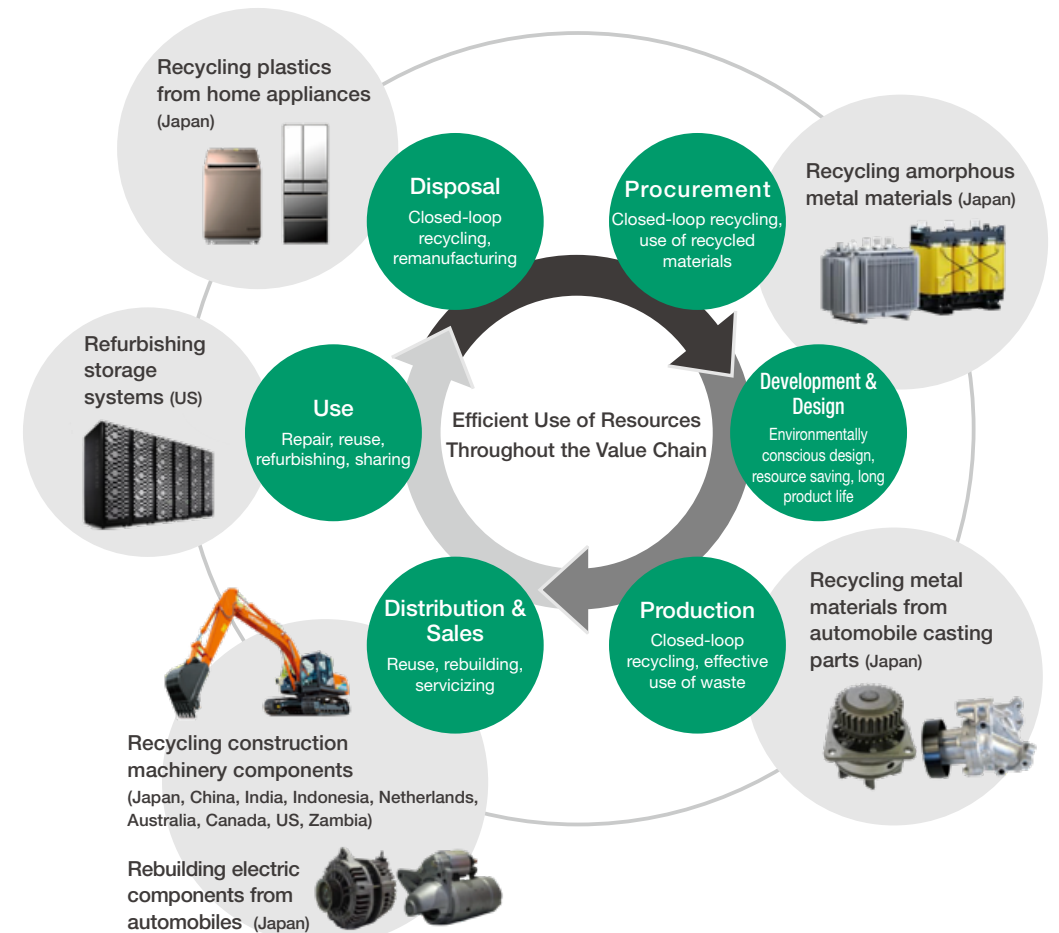 Recycling plastics
from home appliances
(Japan)
Disposal
Closed-loop
recycling,
remanufacturing
Procurement
Closed-loop recycling,
use of recycled
materials
Recycling amorphous
metal materials (Japan)
Refurbishing
storage
systems (US)
Use
Repair, reuse,
refurbishing, sharing
Efficient Use of Resources
Throughout the Value Chain
Development &
Design
Environmentally
conscious design,
resource saving, long
product life
Distribution &
Sales
Reuse, rebuilding,
servicizing
Production
Closed-loop
recycling, effective
use of waste
Recycling metal
materials from
automobile casting
parts (Japan)
Recycling construction
machinery components
(Japan, China, India, Indonesia, Netherlands,
Australia, Canada, US, Zambia)
Rebuilding electric
components from
automobiles (Japan)